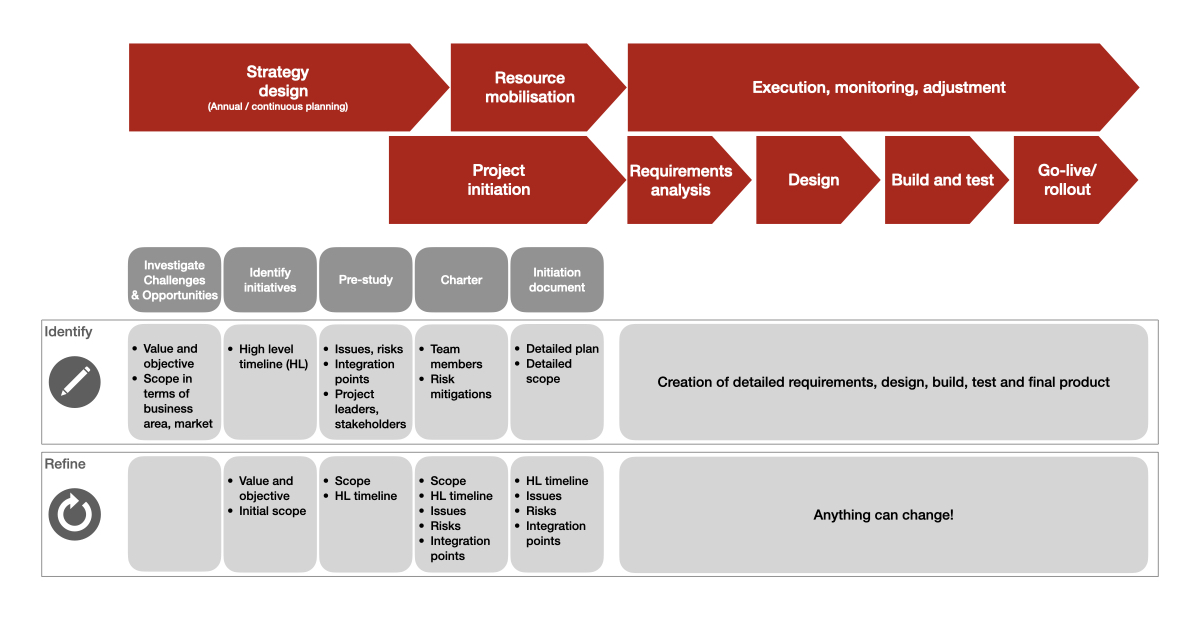 Strategy
design
(Annual / continuous planning)
Resource
mobilisation
Execution, monitoring, adjustment
Project
initiation
Requirements
analysis
Design
Build and test
Go-live/
rollout
Investigate
Challenges
& Opportunities
Identify
initiatives
Pre-study
Charter
Initiation
document
Identify
• Value and
objective
• Scope in
terms of
business
area, market
• High level
timeline (HL)
• Issues, risks
• Integration
points
• Project
leaders,
stakeholders
• Team
members
• Risk
mitigations
• Detailed plan
• Detailed
scope
Creation of detailed requirements, design, build, test and final product
Refine
• Value and
objective
• Initial scope
• Scope
• HL timeline
• Scope
• HL timeline
• Issues
• Risks
• Integration
points
• HL timeline
• Issues
• Risks
• Integration
points
Anything can change!